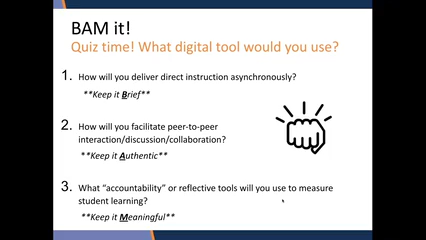 BAM it!
Quiz time! What digital tool would you use?
1. How will you deliver direct instruction asynchronously?
**Keep it Brief**
2. How will you facilitate peer-to-peer
interaction/discussion/collaboration?
**Keep it Authentic**
3. What “accountability” or reflective tools will you use to measure
student learning?
**Keep it Meaningful**